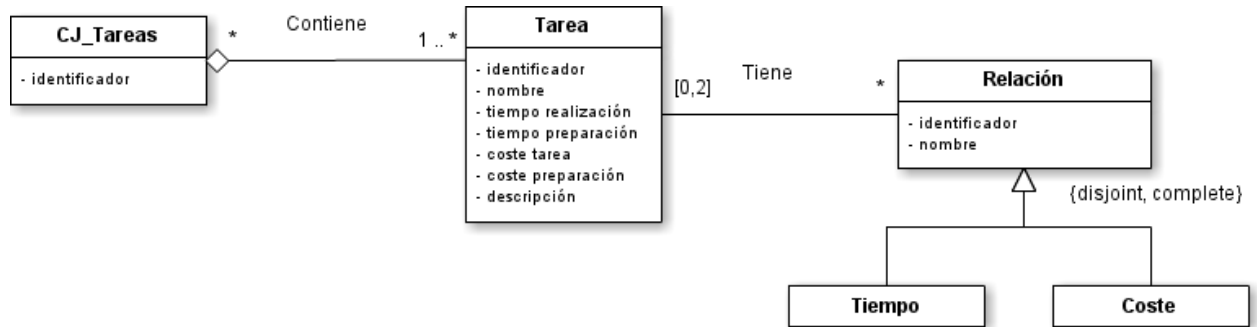 CJ_Tareas
- identificador
*
Contiene
1 .. *
Tarea
- identificador
- nombre
- tiempo realización
- tiempo preparación
- coste tarea
- coste preparación
- descripción
[0,2]
Tiene
*
Relación
- identificador
- nombre
{disjoint, complete}
Tiempo
Coste